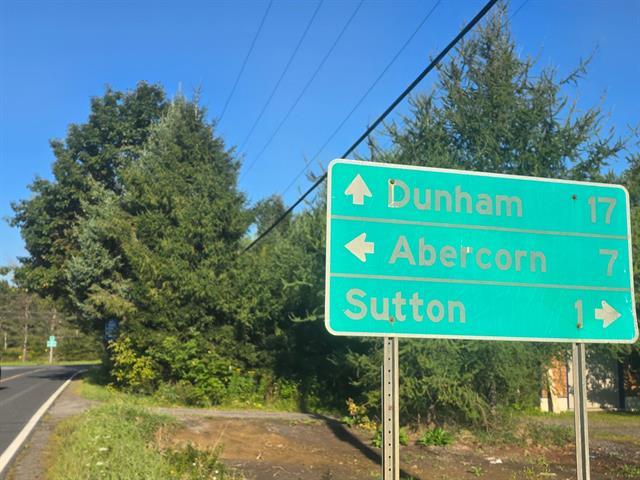 Dunham 17
Abercorn 7
Sutton 1